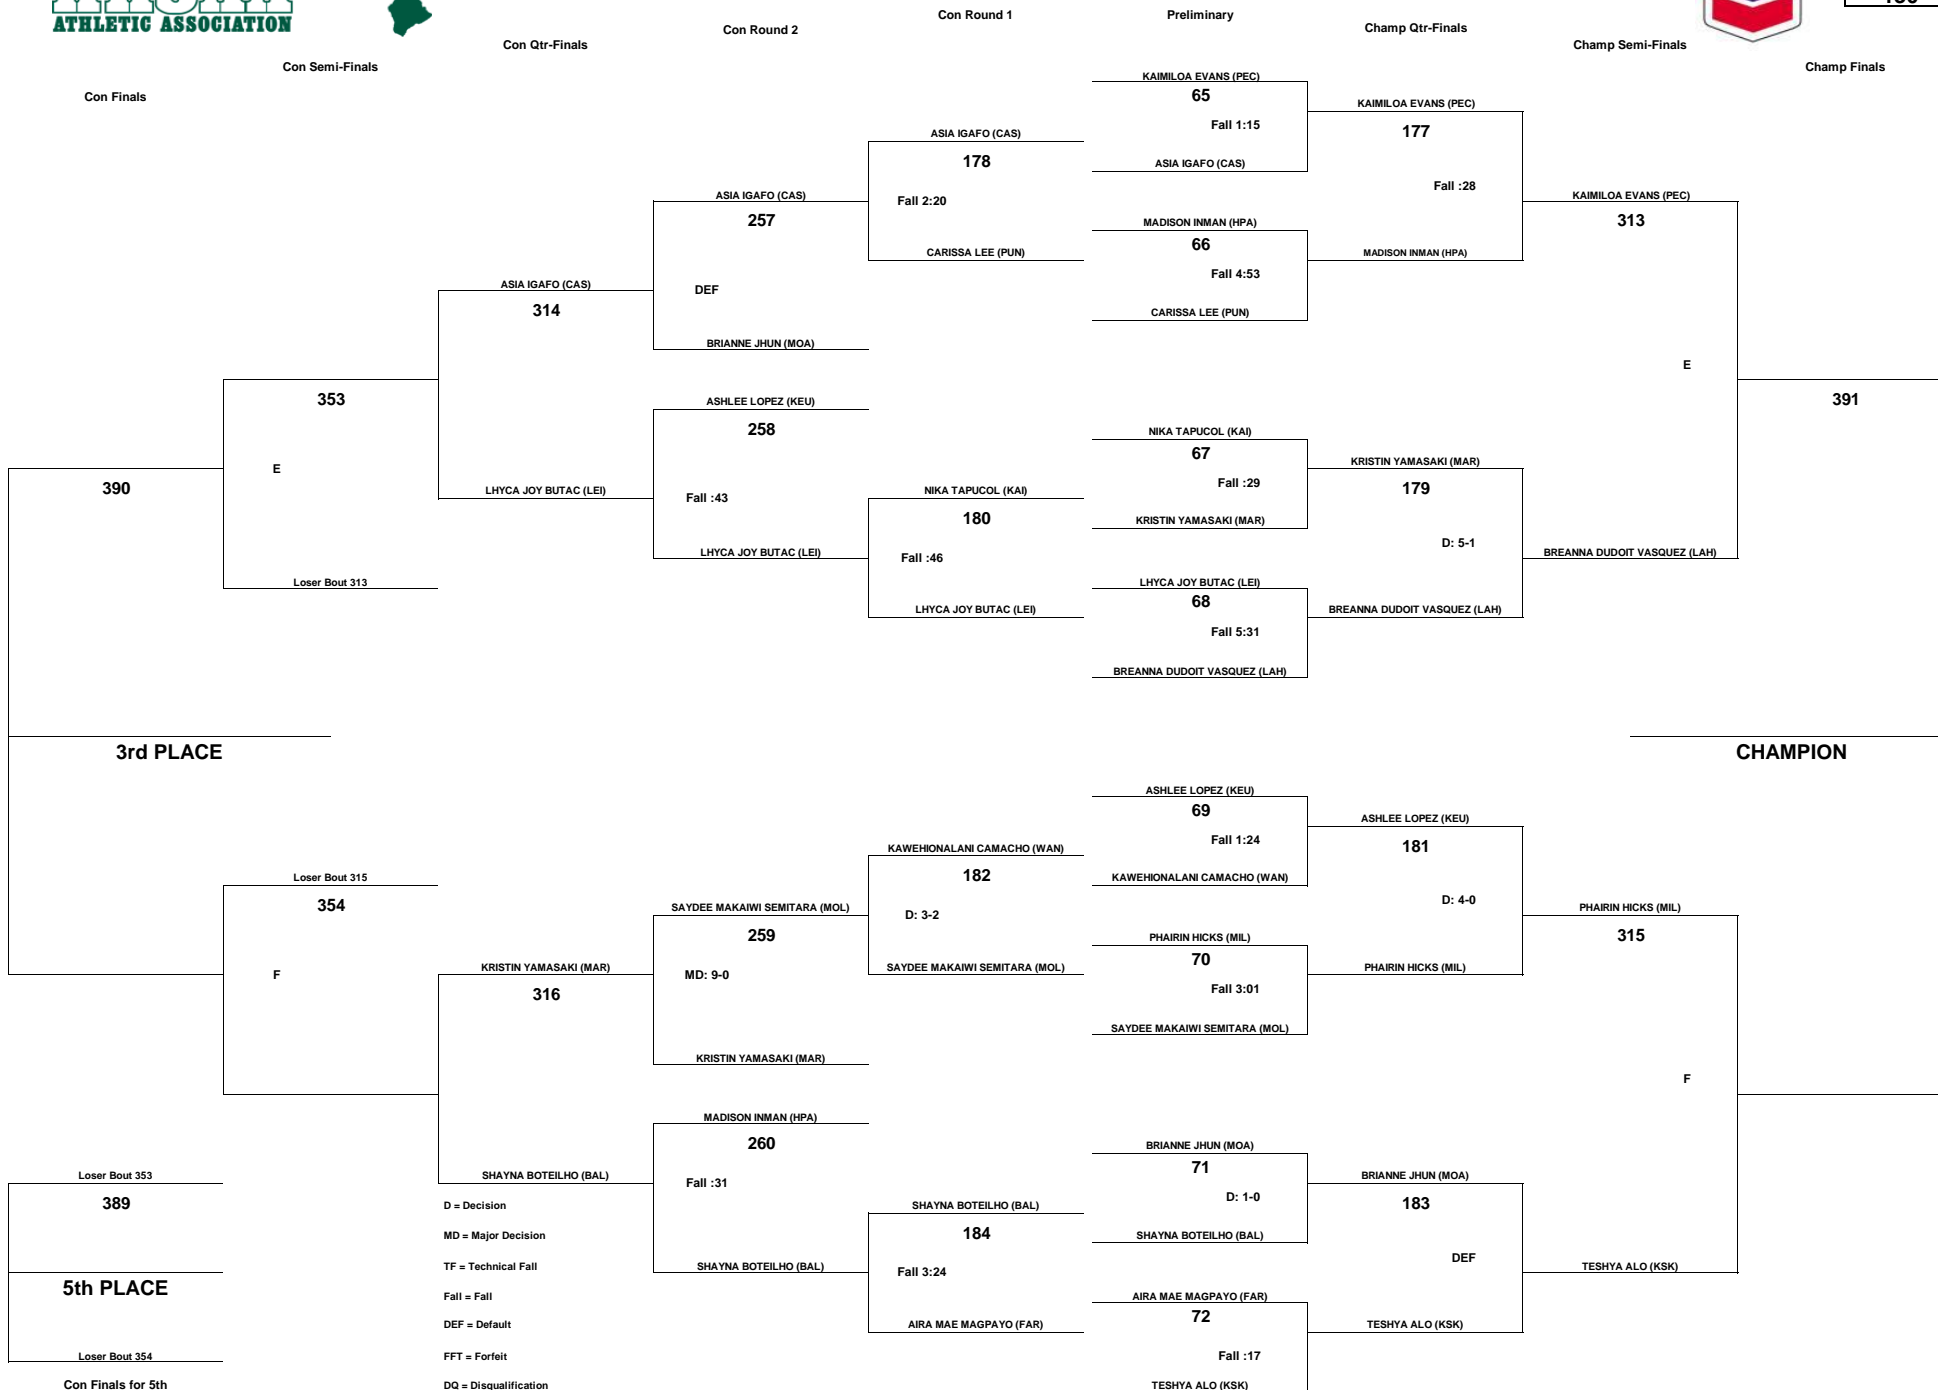 ATHLETIC ASSOCIATION
Con Round 1
Preliminary
Con Round 2
Champ Qtr-Finals
Con Qtr-Finals
Champ Semi-Finals
Con Semi-Finals
Champ Finals
Con Finals
KAIMILOA EVANS (PEC)
65
Fall 1:15
ASIA IGAFO (CAS)
KAIMILOA EVANS (PEC)
177
Fall :28
MADISON INMAN (HPA)
ASIA IGAFO (CAS)
178
Fall 2:20
CARISSA LEE (PUN)
MADISON INMAN (HPA)
66
Fall 4:53
CARISSA LEE (PUN)
ASIA IGAFO (CAS)
257
DEF
BRIANNE JHUN (MOA)
KAIMILOA EVANS (PEC)
313
E
BREANNA DUDOIT VASQUEZ (LAH)
ASIA IGAFO (CAS)
314
LHYCA JOY BUTAC (LEI)
353
E
Loser Bout 313
391
390
ASHLEE LOPEZ (KEU)
258
Fall :43
LHYCA JOY BUTAC (LEI)
NIKA TAPUCOL (KAI)
67
Fall :29
KRISTIN YAMASAKI (MAR)
KRISTIN YAMASAKI (MAR)
179
D: 5-1
BREANNA DUDOIT VASQUEZ (LAH)
NIKA TAPUCOL (KAI)
180
Fall :46
LHYCA JOY BUTAC (LEI)
LHYCA JOY BUTAC (LEI)
68
Fall 5:31
BREANNA DUDOIT VASQUEZ (LAH)
3rd PLACE
CHAMPION
ASHLEE LOPEZ (KEU)
69
Fall 1:24
KAWEHIONALANI CAMACHO (WAN)
ASHLEE LOPEZ (KEU)
181
D: 4-0
PHAIRIN HICKS (MIL)
KAWEHIONALANI CAMACHO (WAN)
182
D: 3-2
SAYDEE MAKAIWI SEMITARA (MOL)
PHAIRIN HICKS (MIL)
70
Fall 3:01
SAYDEE MAKAIWI SEMITARA (MOL)
Loser Bout 315
354
F
SAYDEE MAKAIWI SEMITARA (MOL)
259
MD: 9-0
KRISTIN YAMASAKI (MAR)
PHAIRIN HICKS (MIL)
315
F
TESHYA ALO (KSK)
KRISTIN YAMASAKI (MAR)
316
SHAYNA BOTEILHO (BAL)
MADISON INMAN (HPA)
260
Fall :31
SHAYNA BOTEILHO (BAL)
BRIANNE JHUN (MOA)
71
D: 1-0
SHAYNA BOTEILHO (BAL)
BRIANNE JHUN (MOA)
183
DEF
TESHYA ALO (KSK)
SHAYNA BOTEILHO (BAL)
184
Fall 3:24
AIRA MAE MAGPAYO (FAR)
AIRA MAE MAGPAYO (FAR)
72
Fall :17
TESHYA ALO (KSK)
Loser Bout 353
389
5th PLACE
Loser Bout 354
Con Finals for 5th
D = Decision
MD = Major Decision
TF = Technical Fall
Fall = Fall
DEF = Default
FFT = Forfeit
DQ = Disqualification